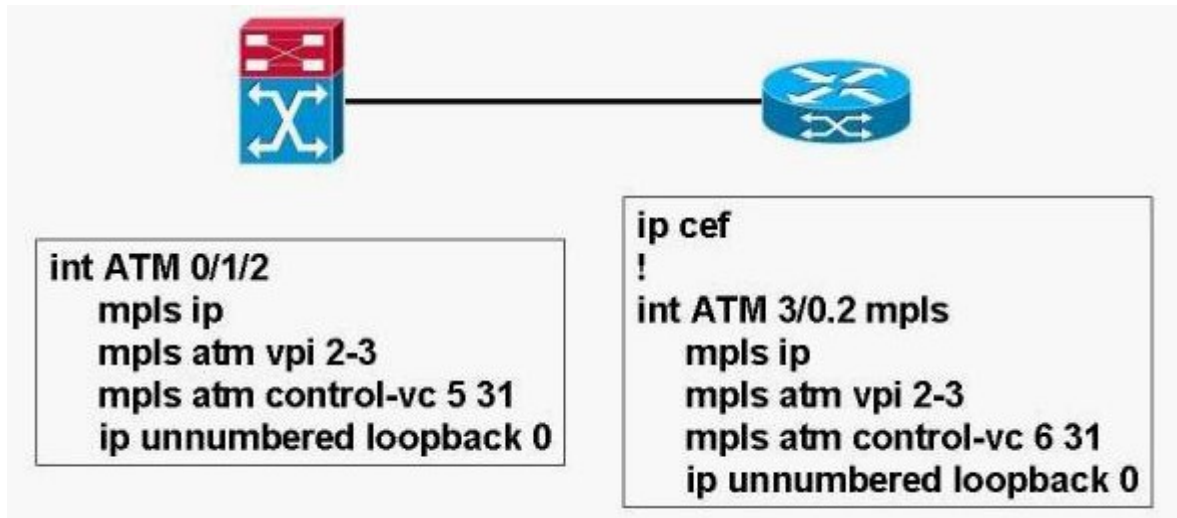 int ATM 0/1/2
mpls ip
mpls atm vpi 2-3
mpls atm control-vc 5 31
ip unnumbered loopback 0
ip cef
!
int ATM 3/0.2 mpls
mpls ip
mpls atm vpi 2-3
mpls atm control-vc 6 31
ip unnumbered loopback 0